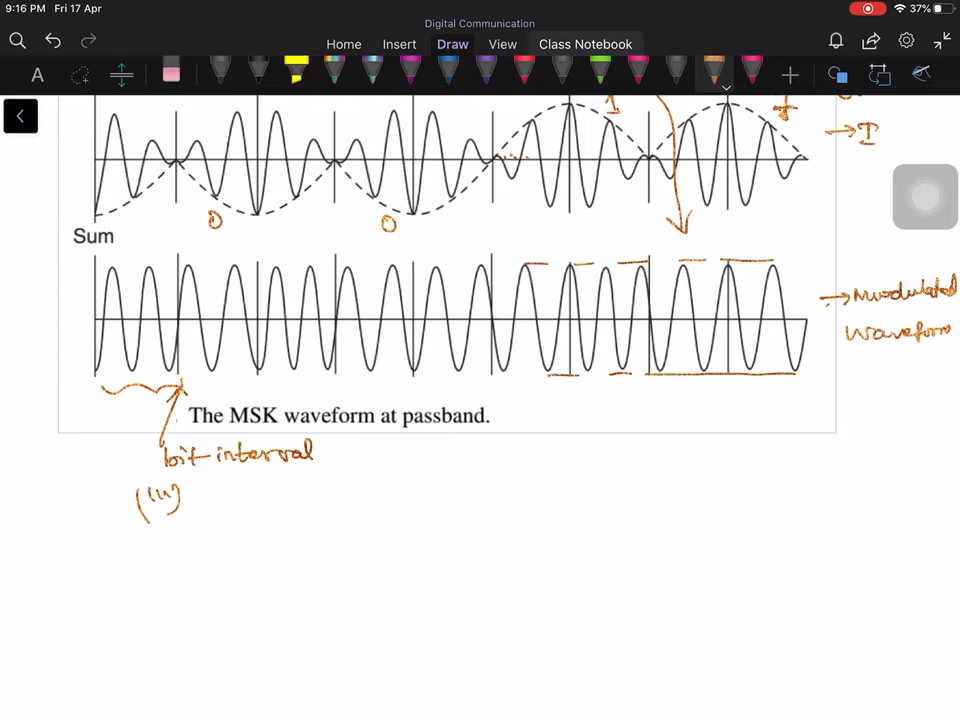 9:16 PM Fri 17 Apr
37%
Digital Communication
Home Insert Draw View Class Notebook
A
I
0 0
Sum
Modulated
waveform
The MSK waveform at passband.
bit interval